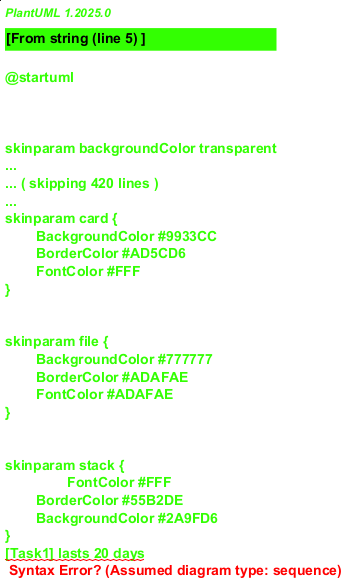 PlantUML 1.2025.0
[From string (line 5) ]
@startuml
skinparam backgroundColor transparent
...
... ( skipping 420 lines )
...
skinparam card {
BackgroundColor #9933CC
BorderColor #AD5CD6
FontColor #FFF
}
skinparam file {
BackgroundColor #777777
BorderColor #ADAFAE
FontColor #ADAFAE
}
skinparam stack {
FontColor #FFF
BorderColor #55B2DE
BackgroundColor #2A9FD6
}
[Task1] lasts 20 days
Syntax Error? (Assumed diagram type: sequence)